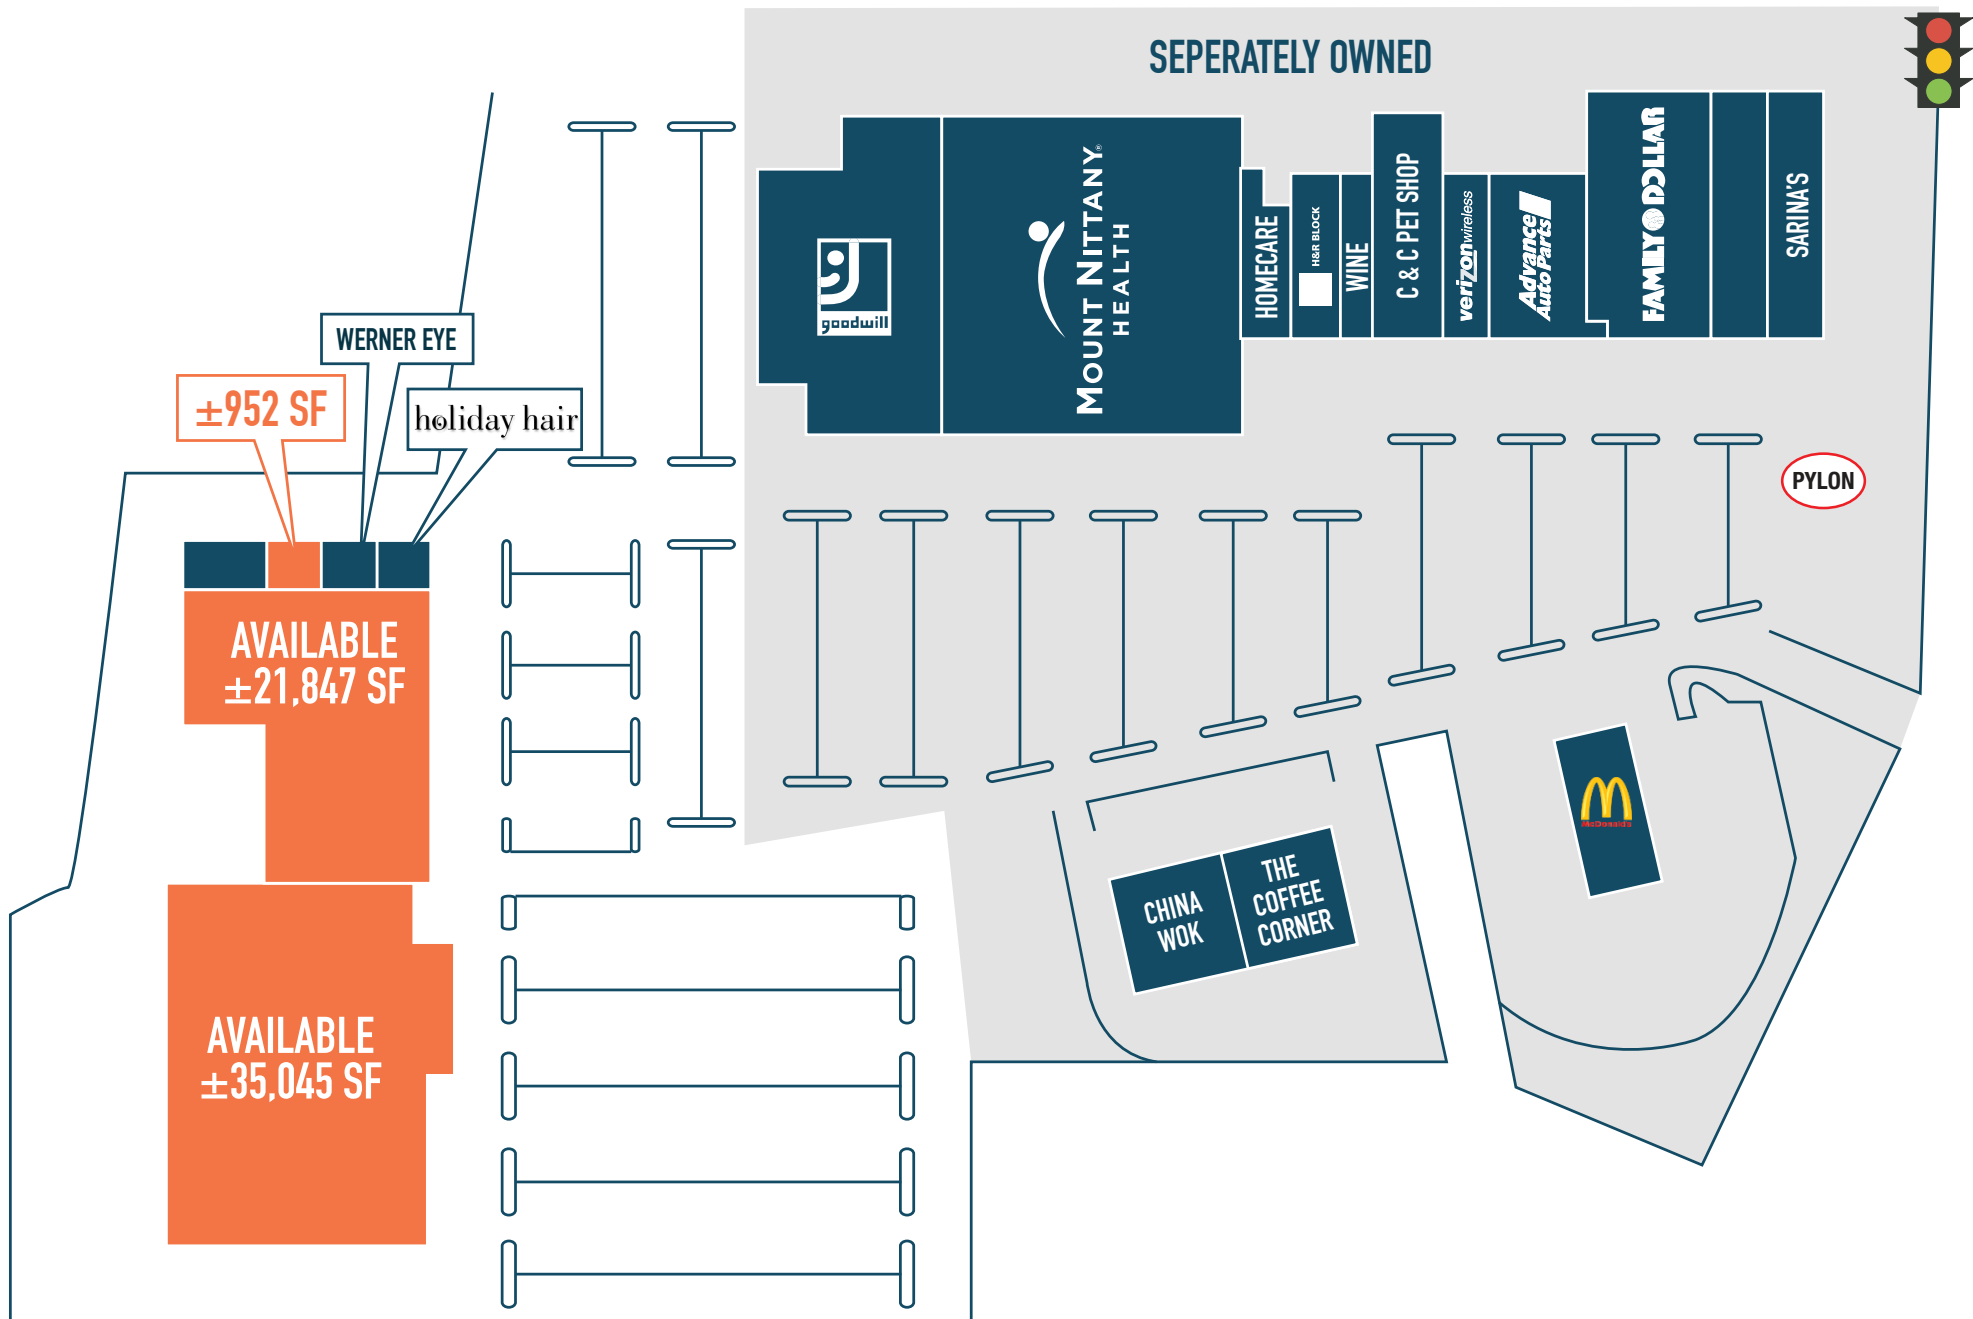 SEPERATELY OWNED
goodwill
MOUNT NITTANY®
HEALTH
HOMECARE
H&R BLOCK
WINE
C & C PET SHOP
verizonwireless
Advance
Auto Parts
FAMILY DOLLAR
SARINA'S
WERNER EYE
±952 SF
holiday hair
PYLON
AVAILABLE
±21,847 SF
McDonald's
CHINA
WOK
THE
COFFEE
CORNER
AVAILABLE
±35,045 SF